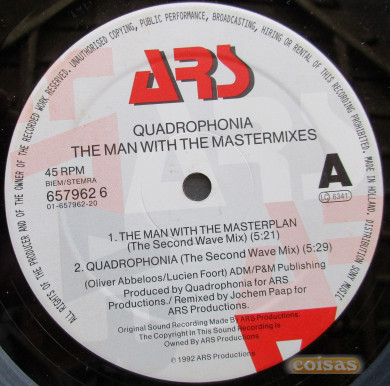 UNAUTHORISED COPYING, PUBLIC PERFORMANCE, BROADCASTING, HIRING OR RENTAL OF THIS RECORDING PROHIBITED. MADE IN HOLLAND. DISTRIBUTION SONY MUSIC
ALL RIGHTS OF THE PRODUCER AND OF THE OWNER OF THE RECORDED WORK RESERVED.
ARS
QUADROPHONIA
THE MAN WITH THE MASTERMIXES
45 RPM
BIEM/STEMRA
657962 6
01-657962-20
A
LC 6341
1. THE MAN WITH THE MASTERPLAN
(The Second Wave Mix) (5:21)
2. QUADROPHONIA (The Second Wave Mix) (5:29)
(Oliver Abbeloos/Lucien Foort) ADM/P&M Publishing
Produced by Quadrophonia for ARS
Productions./ Remixed by Jochem Paap for
ARS Productions.
Original Sound Recording Made By ARS Productions.
The Copyright In This Sound Recording Is
Owned By ARS Productions.
℗ 1992 ARS Productions
coisas